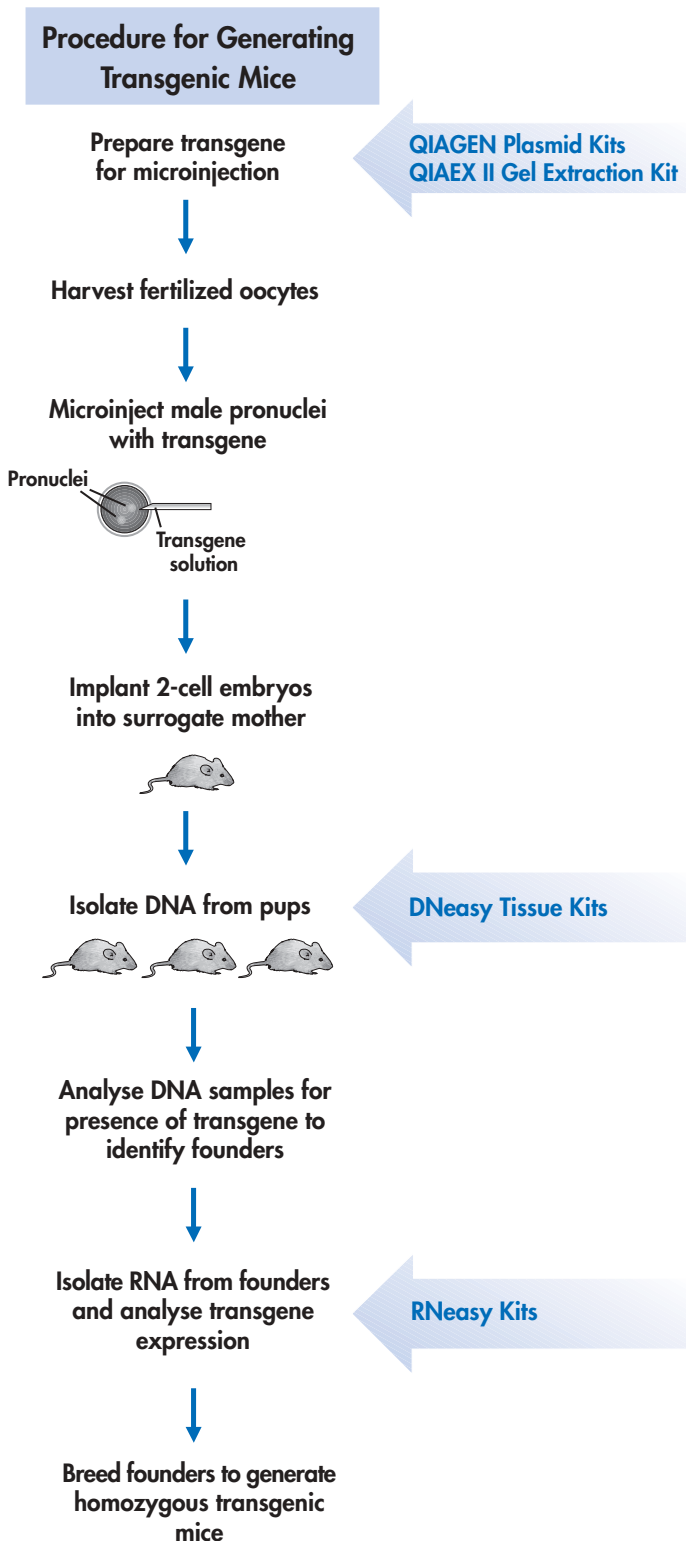 Procedure for Generating
Transgenic Mice
Prepare transgene
for microinjection
QIAGEN Plasmid Kits
QIAEX II Gel Extraction Kit
Harvest fertilized oocytes
Microinject male pronuclei
with transgene
Pronuclei
Transgene
solution
Implant 2-cell embryos
into surrogate mother
Isolate DNA from pups
DNeasy Tissue Kits
Analyse DNA samples for
presence of transgene to
identify founders
Isolate RNA from founders
and analyse transgene
expression
RNeasy Kits
Breed founders to generate
homozygous transgenic
mice